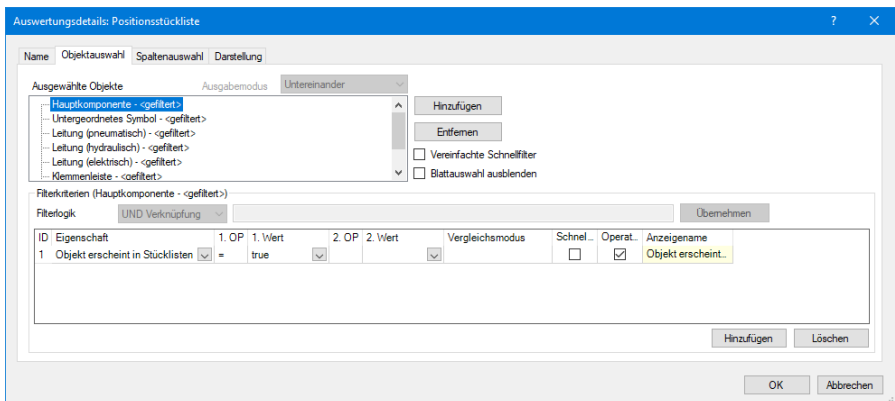 Auswertungsdetails: Positionsstückliste ? ×
Name Objektauswahl Spaltenauswahl Darstellung
Ausgewählte Objekte Ausgabemodus Untereinander
Hauptkomponente - <gefiltert> Hinzufügen
Untergeordnetes Symbol - <gefiltert>
Leitung (pneumatisch) - <gefiltert> Entfernen
Leitung (hydraulisch) - <gefiltert> Vereinfachte Schnellfilter
Leitung (elektrisch) - <gefiltert>
Klemmenleiste - <gefiltert> Blattauswahl ausblenden
Filterkriterien (Hauptkomponente - <gefiltert>)
Filterlogik UND Verknüpfung Übernehmen
ID Eigenschaft 1. OP 1. Wert 2. OP 2. Wert Vergleichsmodus Schnel... Operat... Anzeigename
1 Objekt erscheint in Stücklisten = true Objekt erscheint...
Hinzufügen Löschen
OK Abbrechen